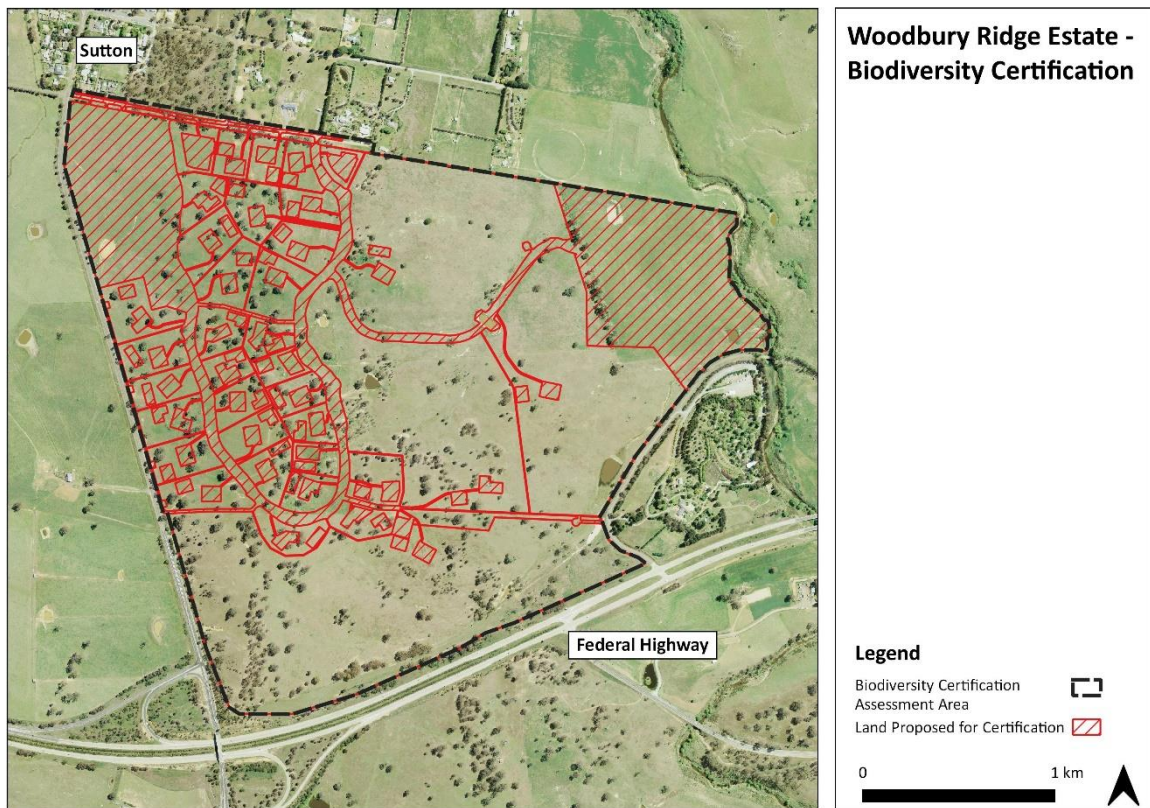 Sutton
Federal Highway
Woodbury Ridge Estate -
Biodiversity Certification
Legend
Biodiversity Certification
Assessment Area
Land Proposed for Certification
0 1 km